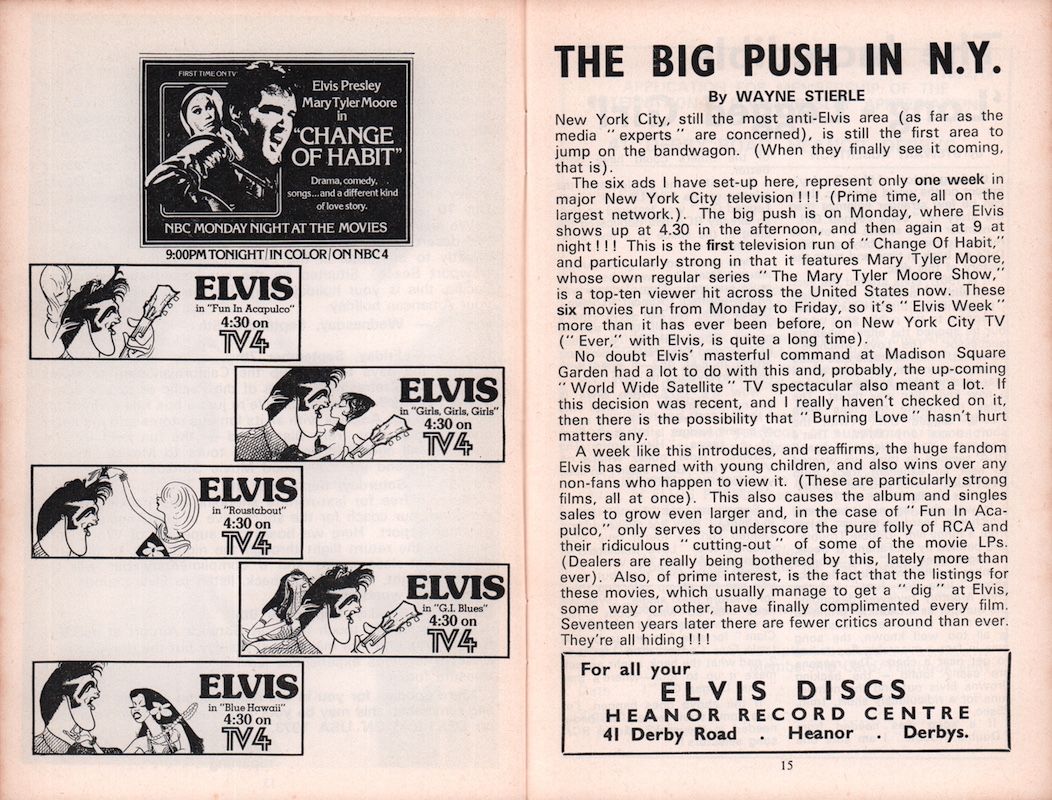 FIRST TIME ON TV
Elvis Presley
Mary Tyler Moore
in
"CHANGE
OF HABIT"
Drama, comedy,
songs...and a different kind
of love story.
NBC MONDAY NIGHT AT THE MOVIES
9:00PM TONIGHT/IN COLOR/ON NBC 4
ELVIS
in "Fun In Acapulco"
4:30 on
TV4
ELVIS
in "Girls, Girls, Girls"
4:30 on
TV4
ELVIS
in "Roustabout"
4:30 on
TV4
ELVIS
in "G.I. Blues"
4:30 on
TV4
ELVIS
in "Blue Hawaii"
4:30 on
TV4
THE BIG PUSH IN N.Y.
By WAYNE STIERLE
New York City, still the most anti-Elvis area (as far as the
media "experts" are concerned), is still the first area to
jump on the bandwagon. (When they finally see it coming,
that is).
The six ads I have set-up here, represent only one week in
major New York City television!!! (Prime time, all on the
largest network.). The big push is on Monday, where Elvis
shows up at 4.30 in the afternoon, and then again at 9 at
night!!! This is the first television run of "Change Of Habit,"
and particularly strong in that it features Mary Tyler Moore,
whose own regular series "The Mary Tyler Moore Show,"
is a top-ten viewer hit across the United States now. These
six movies run from Monday to Friday, so it's "Elvis Week"
more than it has ever been before, on New York City TV
("Ever," with Elvis, is quite a long time).
No doubt Elvis' masterful command at Madison Square
Garden had a lot to do with this and, probably, the up-coming
"World Wide Satellite" TV spectacular also meant a lot. If
this decision was recent, and I really haven't checked on it,
then there is the possibility that "Burning Love" hasn't hurt
matters any.
A week like this introduces, and reaffirms, the huge fandom
Elvis has earned with young children, and also wins over any
non-fans who happen to view it. (These are particularly strong
films, all at once). This also causes the album and singles
sales to grow even larger and, in the case of "Fun In Aca-
pulco," only serves to underscore the pure folly of RCA and
their ridiculous "cutting-out" of some of the movie LPs.
(Dealers are really being bothered by this, lately more than
ever). Also, of prime interest, is the fact that the listings for
these movies, which usually manage to get a "dig" at Elvis,
some way or other, have finally complimented every film.
Seventeen years later there are fewer critics around than ever.
They're all hiding!!!
For all your
ELVIS DISCS
HEANOR RECORD CENTRE
41 Derby Road . Heanor . Derbys.
15